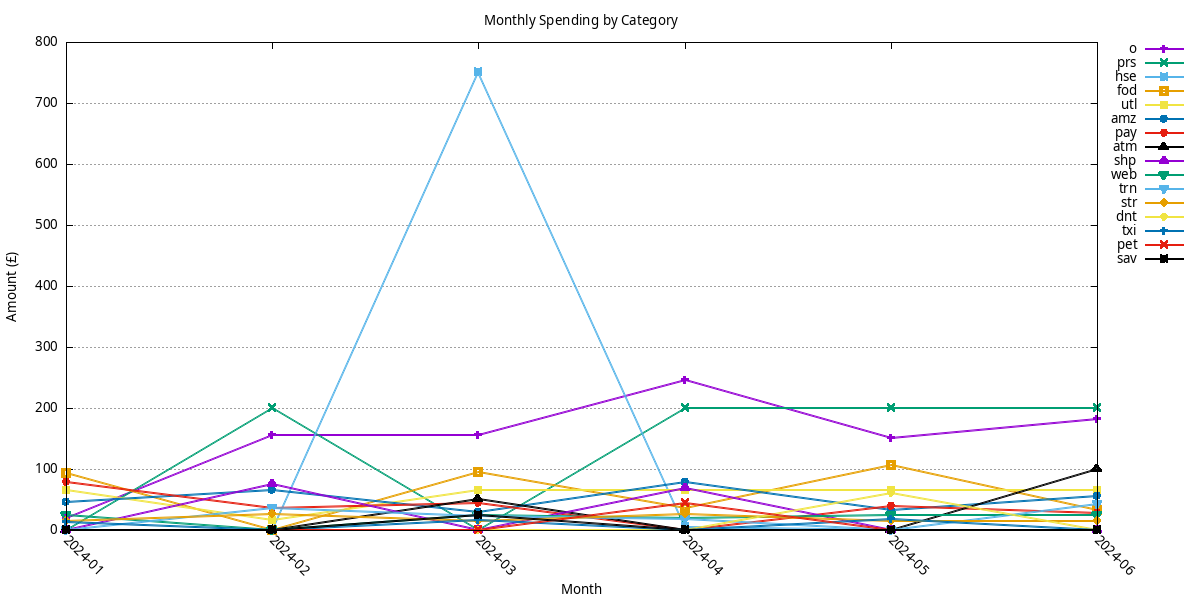 Monthly Spending by Category
800
700
600
500
400
300
200
100
0
Amount (£)
2024-01
2024-02
2024-03
2024-04
2024-05
2024-06
Month
o
prs
hse
fod
utl
amz
pay
atm
shp
web
trn
str
dnt
txi
pet
sav